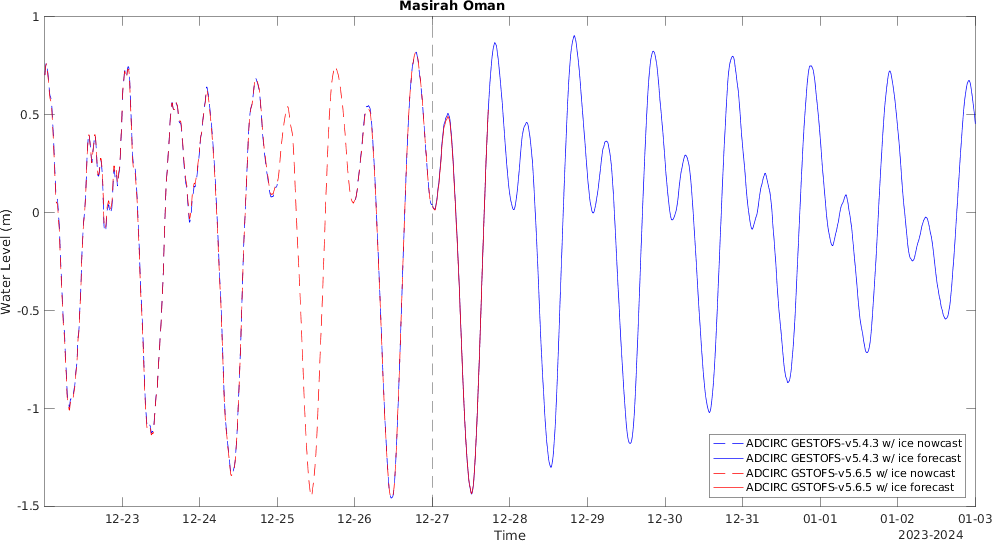 Masirah Oman
Water Level (m)
1
0.5
0
-0.5
-1
-1.5
ADCIRC GESTOFS-v5.4.3 w/ ice nowcast
ADCIRC GESTOFS-v5.4.3 w/ ice forecast
ADCIRC GSTOFS-v5.6.5 w/ ice nowcast
ADCIRC GSTOFS-v5.6.5 w/ ice forecast
12-23 12-24 12-25 12-26 12-27 12-28 12-29 12-30 12-31 01-01 01-02 01-03
Time
2023-2024